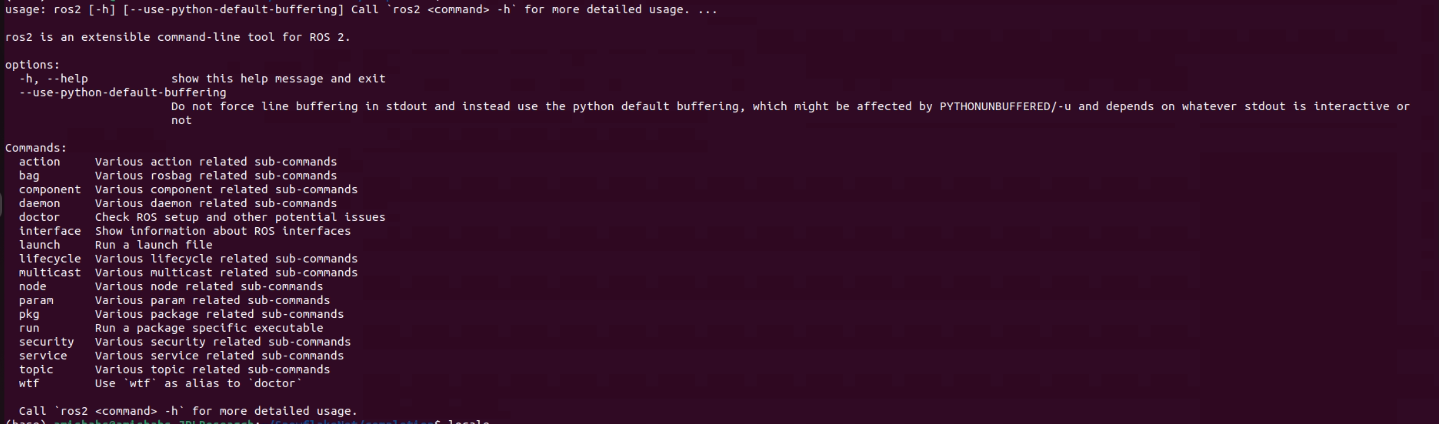 usage: ros2 [-h] [--use-python-default-buffering] Call `ros2 <command> -h` for more detailed usage. ...
ros2 is an extensible command-line tool for ROS 2.
options:
-h, --help show this help message and exit
--use-python-default-buffering
Do not force line buffering in stdout and instead use the python default buffering, which might be affected by PYTHONUNBUFFERED/-u and depends on whatever stdout is interactive or
not
Commands:
action Various action related sub-commands
bag Various rosbag related sub-commands
component Various component related sub-commands
daemon Various daemon related sub-commands
doctor Check ROS setup and other potential issues
interface Show information about ROS interfaces
launch Run a launch file
lifecycle Various lifecycle related sub-commands
multicast Various multicast related sub-commands
node Various node related sub-commands
param Various param related sub-commands
pkg Various package related sub-commands
run Run a package specific executable
security Various security related sub-commands
service Various service related sub-commands
topic Various topic related sub-commands
wtf Use `wtf` as alias to `doctor`
Call `ros2 <command> -h` for more detailed usage.
(base) locale